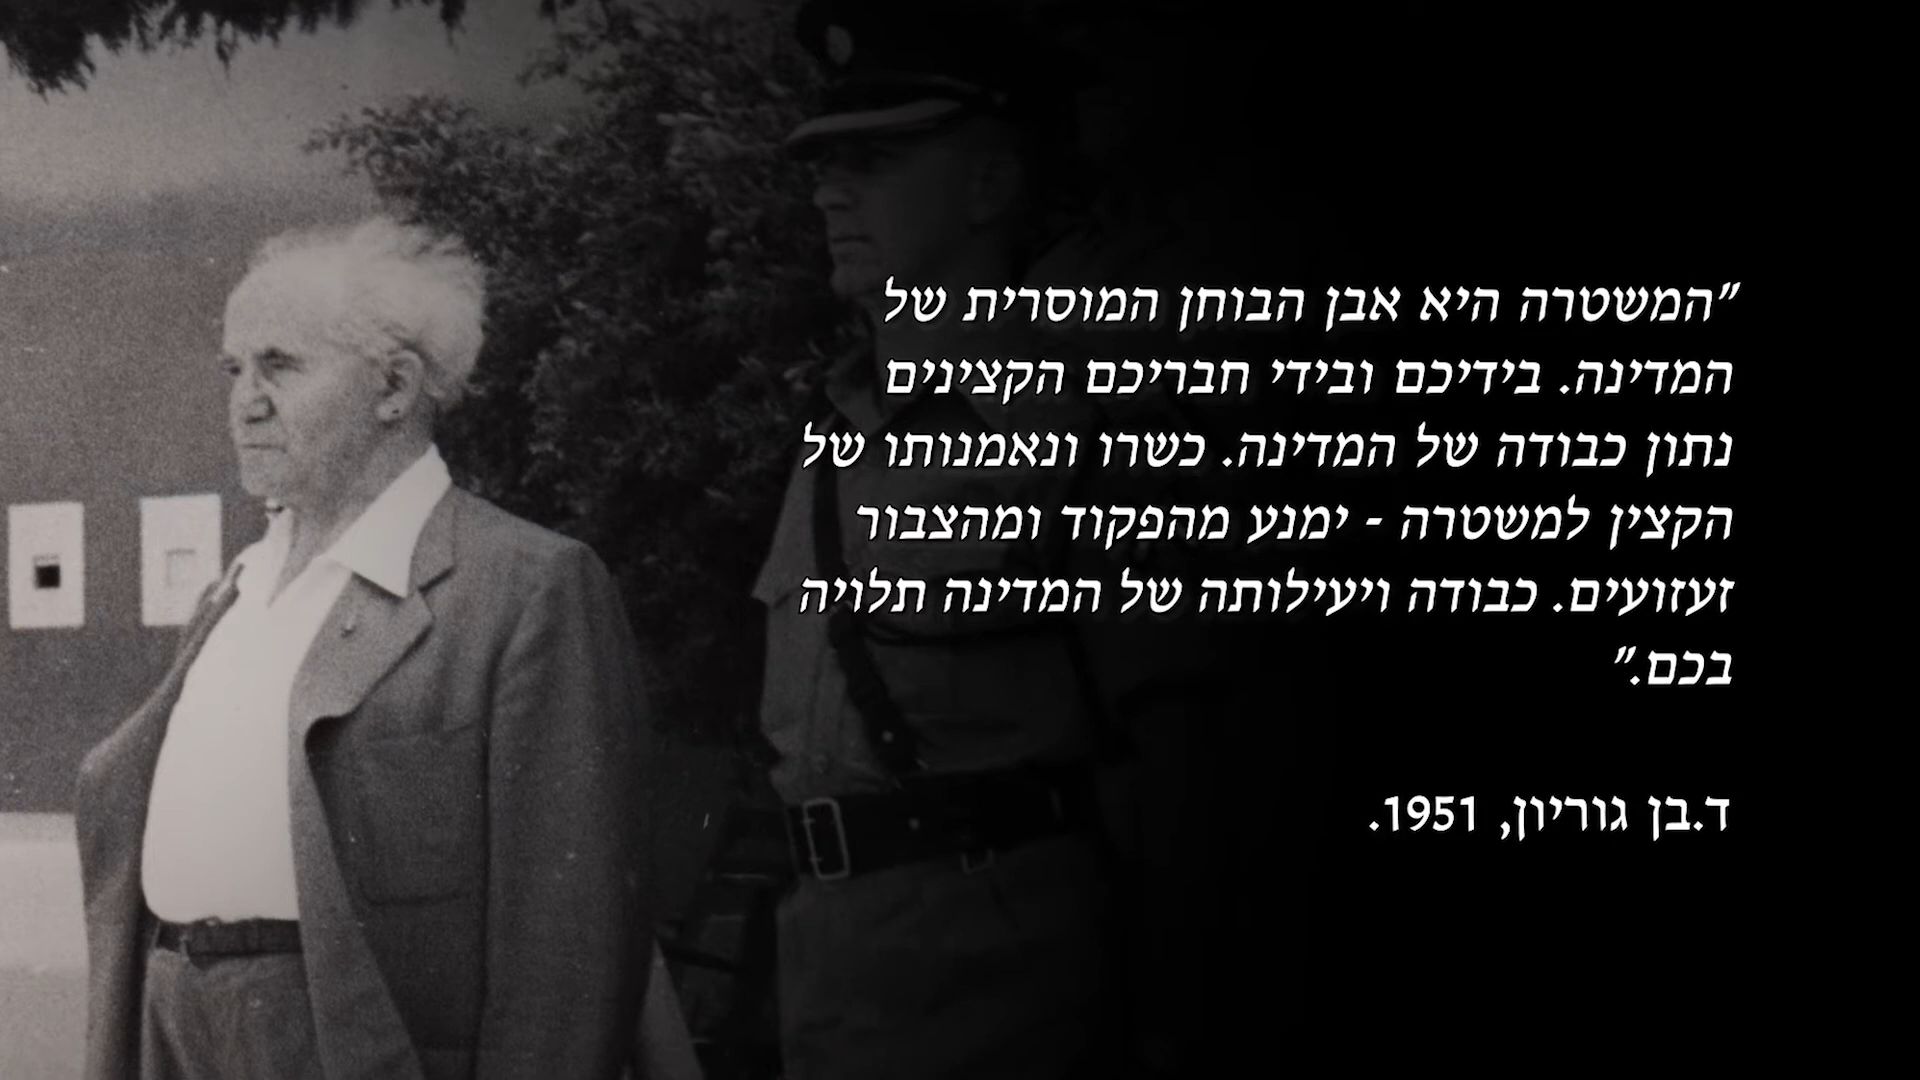 "המשטרה היא אבן הבוחן המוסרית של
המדינה. בידיכם ובידי חבריכם הקצינים
נתון כבודה של המדינה. כשרו ונאמנותו של
הקצין למשטרה - ימנע מהפקוד ומהצבור
זעזועים. כבודה ויעילותה של המדינה תלויה
בכם."
ד.בן גוריון, 1951.